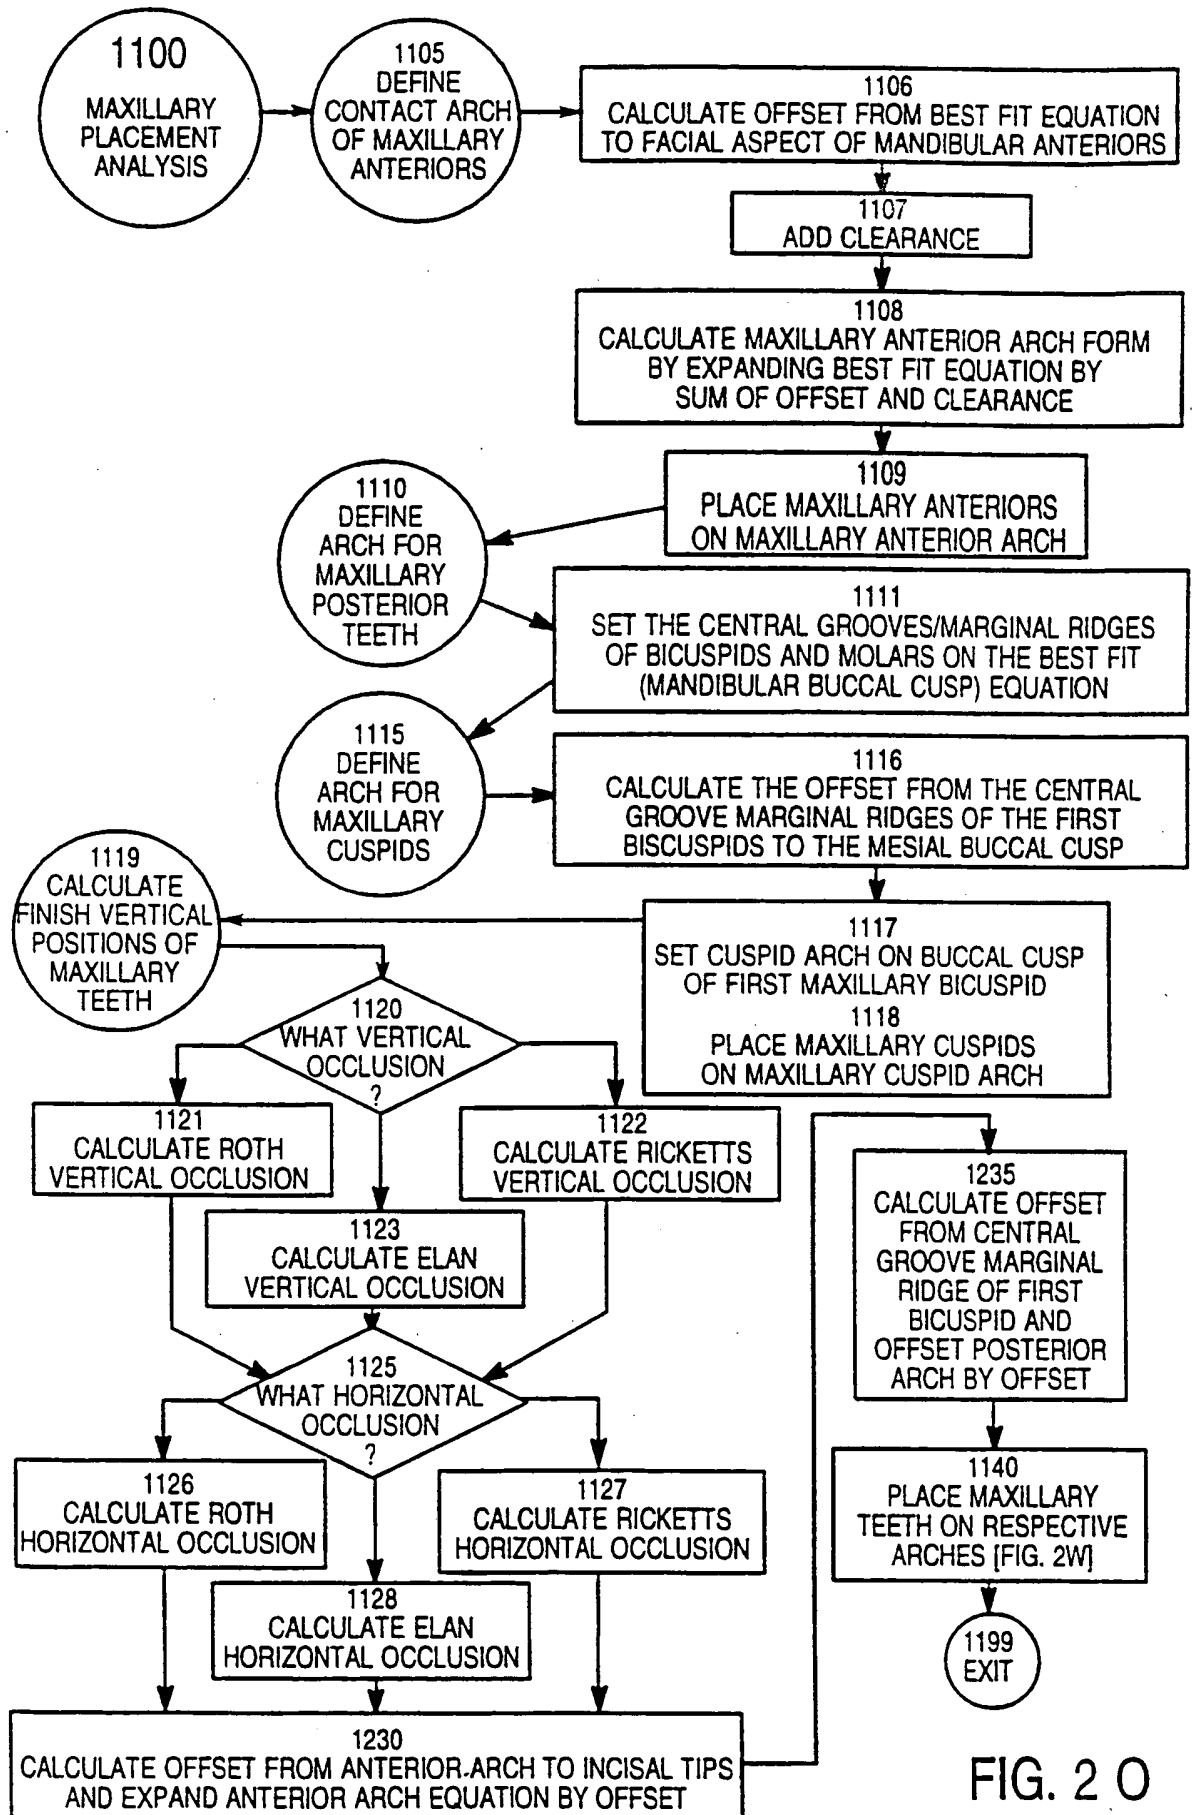 1100
MAXILLARY
PLACEMENT
ANALYSIS
1105
DEFINE
CONTACT ARCH
OF MAXILLARY
ANTERIORS
1106
CALCULATE OFFSET FROM BEST FIT EQUATION
TO FACIAL ASPECT OF MANDIBULAR ANTERIORS
1107
ADD CLEARANCE
1108
CALCULATE MAXILLARY ANTERIOR ARCH FORM
BY EXPANDING BEST FIT EQUATION BY
SUM OF OFFSET AND CLEARANCE
1109
PLACE MAXILLARY ANTERIORS
ON MAXILLARY ANTERIOR ARCH
1110
DEFINE
ARCH FOR
MAXILLARY
POSTERIOR
TEETH
1111
SET THE CENTRAL GROOVES/MARGINAL RIDGES
OF BICUSPIDS AND MOLARS ON THE BEST FIT
(MANDIBULAR BUCCAL CUSP) EQUATION
1115
DEFINE
ARCH FOR
MAXILLARY
CUSPIDS
1116
CALCULATE THE OFFSET FROM THE CENTRAL
GROOVE MARGINAL RIDGES OF THE FIRST
BISCUSPIDS TO THE MESIAL BUCCAL CUSP
1117
SET CUSPID ARCH ON BUCCAL CUSP
OF FIRST MAXILLARY BICUSPID
1118
PLACE MAXILLARY CUSPIDS
ON MAXILLARY CUSPID ARCH
1119
CALCULATE
FINISH VERTICAL
POSITIONS OF
MAXILLARY
TEETH
1120
WHAT VERTICAL
OCCLUSION
?
1121
CALCULATE ROTH
VERTICAL OCCLUSION
1122
CALCULATE RICKETTS
VERTICAL OCCLUSION
1123
CALCULATE ELAN
VERTICAL OCCLUSION
1125
WHAT HORIZONTAL
OCCLUSION
?
1126
CALCULATE ROTH
HORIZONTAL OCCLUSION
1127
CALCULATE RICKETTS
HORIZONTAL OCCLUSION
1128
CALCULATE ELAN
HORIZONTAL OCCLUSION
1230
CALCULATE OFFSET FROM ANTERIOR ARCH TO INCISAL TIPS
AND EXPAND ANTERIOR ARCH EQUATION BY OFFSET
1235
CALCULATE OFFSET
FROM CENTRAL
GROOVE MARGINAL
RIDGE OF FIRST
BICUSPID AND
OFFSET POSTERIOR
ARCH BY OFFSET
1140
PLACE MAXILLARY
TEETH ON RESPECTIVE
ARCHES [FIG. 2W]
1199
EXIT
FIG. 2 O